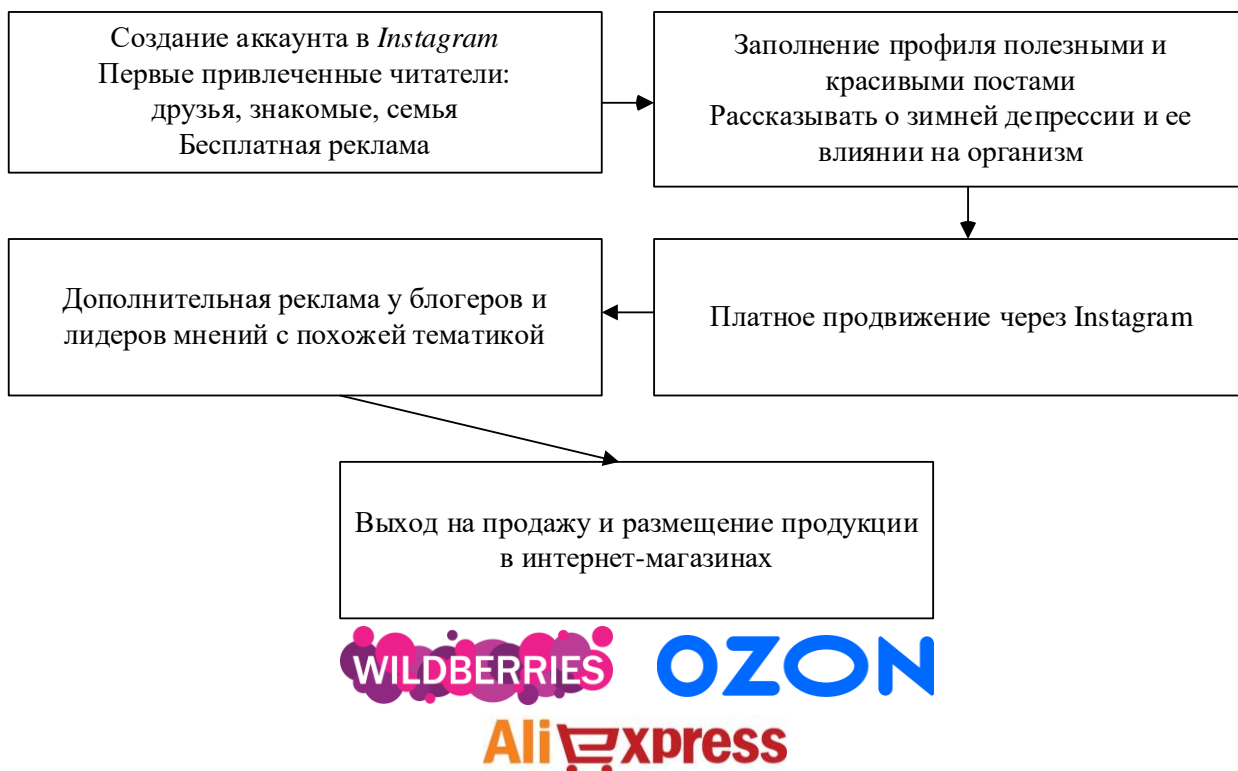 Создание аккаунта в Instagram
Первые привлеченные читатели:
друзья, знакомые, семья
Бесплатная реклама
Заполнение профиля полезными и
красивыми постами
Рассказывать о зимней депрессии и ее
влиянии на организм
Платное продвижение через Instagram
Дополнительная реклама у блогеров и
лидеров мнений с похожей тематикой
Выход на продажу и размещение продукции
в интернет-магазинах
WILDBERRIES
OZON
AliExpress